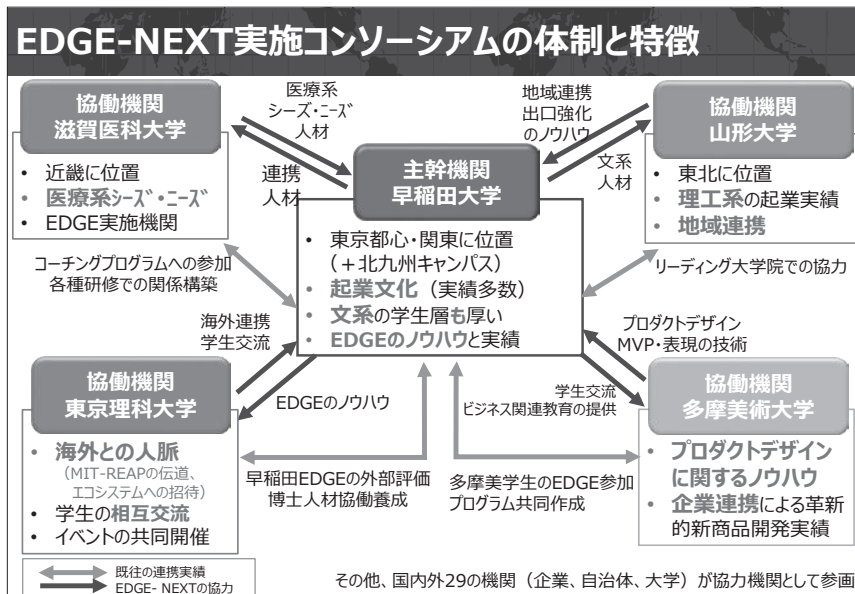 EDGE-NEXT実施コンソーシアムの体制と特徴
協働機関
滋賀医科大学
• 近畿に位置
• 医療系シーズ・ニーズ
• EDGE実施機関
医療系
シーズ・ニーズ
人材
連携
人材
主幹機関
早稲田大学
• 東京都心・関東に位置
（＋北九州キャンパス）
• 起業文化（実績多数）
• 文系の学生層も厚い
• EDGEのノウハウと実績
地域連携
出口強化
のノウハウ
文系
人材
協働機関
山形大学
• 東北に位置
• 理工系の起業実績
• 地域連携
コーチングプログラムへの参加
各種研修での関係構築
リーディング大学院での協力
海外連携
学生交流
プロダクトデザイン
MVP・表現の技術
協働機関
東京理科大学
• 海外との人脈
（MIT-REAPの伝道、
エコシステムへの招待）
• 学生の相互交流
• イベントの共同開催
EDGEのノウハウ
学生交流
ビジネス関連教育の提供
協働機関
多摩美術大学
• プロダクトデザイン
に関するノウハウ
• 企業連携による革新
的新商品開発実績
早稲田EDGEの外部評価
博士人材協働養成
多摩美学生のEDGE参加
プログラム共同作成
既往の連携実績
EDGE- NEXTの協力
その他、国内外29の機関（企業、自治体、大学）が協力機関として参画